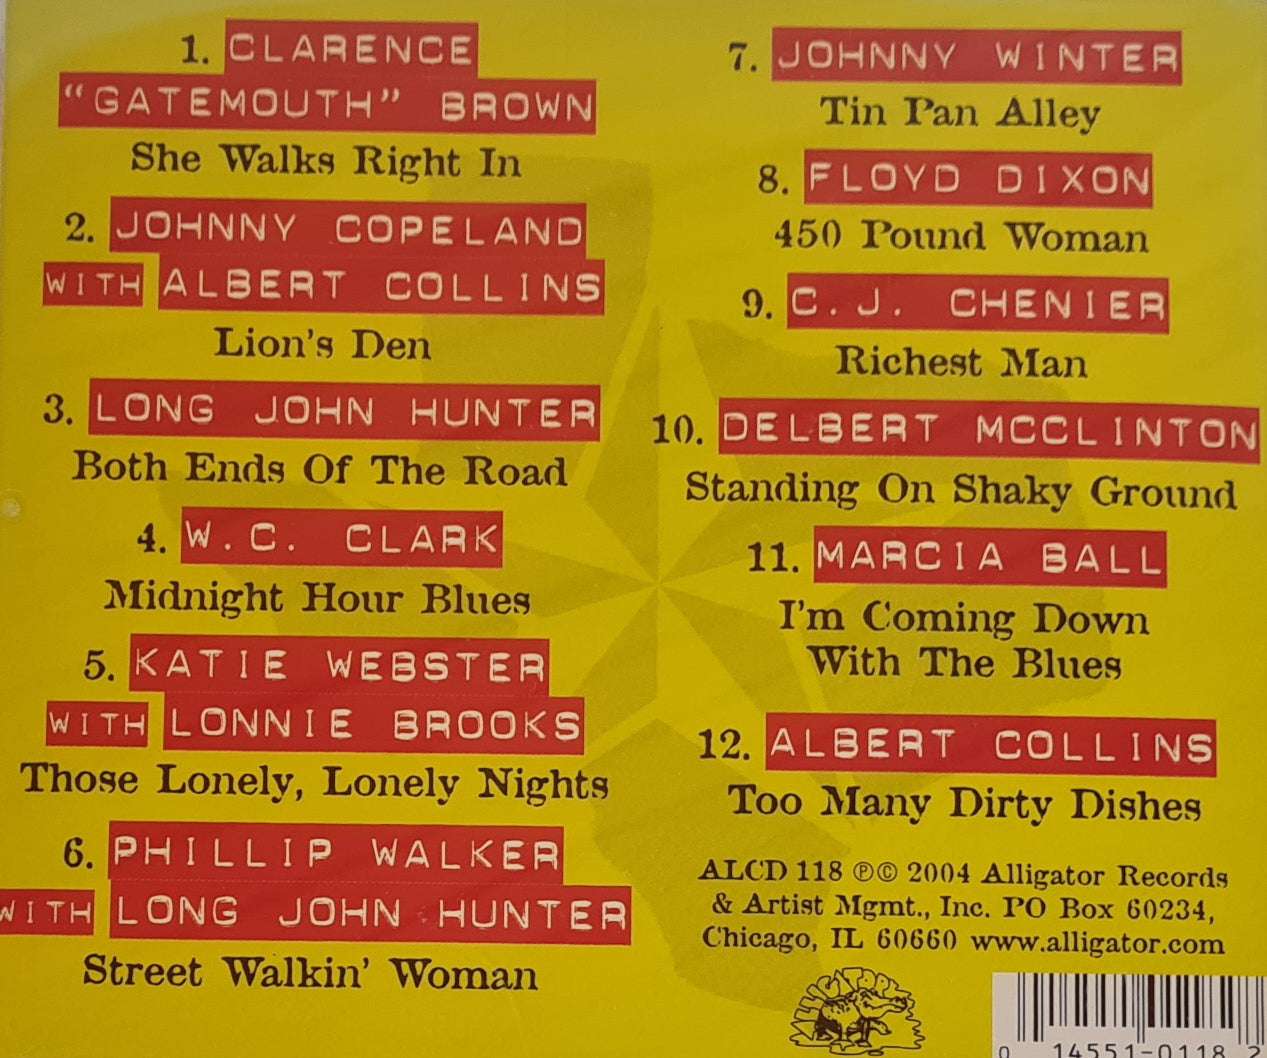 1. CLARENCE
"GATEMOUTH" BROWN
She Walks Right In
2. JOHNNY COPELAND
WITH ALBERT COLLINS
Lion's Den
3. LONG JOHN HUNTER
Both Ends Of The Road
4. W.C. CLARK
Midnight Hour Blues
5. KATIE WEBSTER
WITH LONNIE BROOKS
Those Lonely, Lonely Nights
6. PHILLIP WALKER
WITH LONG JOHN HUNTER
Street Walkin' Woman
7. JOHNNY WINTER
Tin Pan Alley
8. FLOYD DIXON
450 Pound Woman
9. C.J. CHENIER
Richest Man
10. DELBERT MCCLINTON
Standing On Shaky Ground
11. MARCIA BALL
I'm Coming Down
With The Blues
12. ALBERT COLLINS
Too Many Dirty Dishes
ALCD 118 ℗© 2004 Alligator Records
& Artist Mgmt., Inc. PO Box 60234,
Chicago, IL 60660 www.alligator.com
ALLIGATOR
0 14551-0118 2